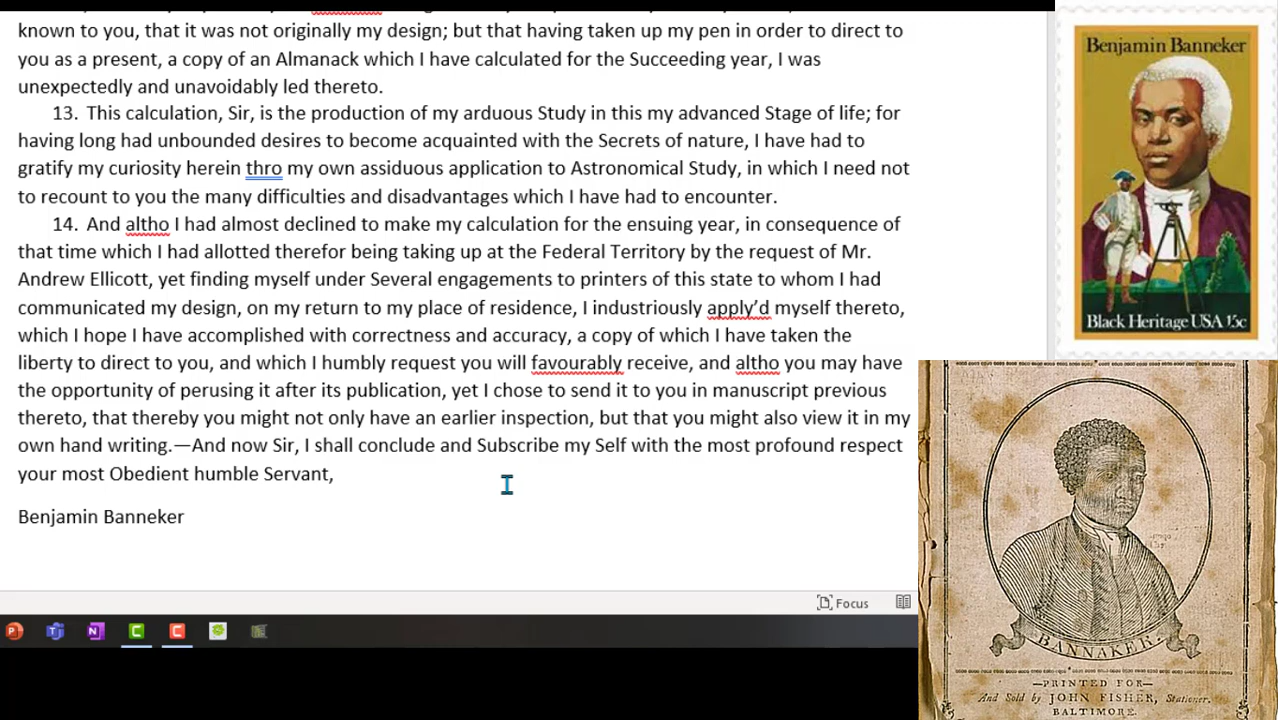 known to you, that it was not originally my design; but that having taken up my pen in order to direct to
you as a present, a copy of an Almanack which I have calculated for the Succeeding year, I was
unexpectedly and unavoidably led thereto.
13. This calculation, Sir, is the production of my arduous Study in this my advanced Stage of life; for
having long had unbounded desires to become acquainted with the Secrets of nature, I have had to
gratify my curiosity herein thro my own assiduous application to Astronomical Study, in which I need not
to recount to you the many difficulties and disadvantages which I have had to encounter.
14. And altho I had almost declined to make my calculation for the ensuing year, in consequence of
that time which I had allotted therefor being taking up at the Federal Territory by the request of Mr.
Andrew Ellicott, yet finding myself under Several engagements to printers of this state to whom I had
communicated my design, on my return to my place of residence, I industriously apply’d myself thereto,
which I hope I have accomplished with correctness and accuracy, a copy of which I have taken the
liberty to direct to you, and which I humbly request you will favourably receive, and altho you may have
the opportunity of perusing it after its publication, yet I chose to send it to you in manuscript previous
thereto, that thereby you might not only have an earlier inspection, but that you might also view it in my
own hand writing.—And now Sir, I shall conclude and Subscribe my Self with the most profound respect
your most Obedient humble Servant,
Benjamin Banneker
Focus
Benjamin Banneker
Black Heritage USA 15c
BANNAKER.
—PRINTED FOR—
And Sold by JOHN FISHER, Stationer.
BALTIMORE.